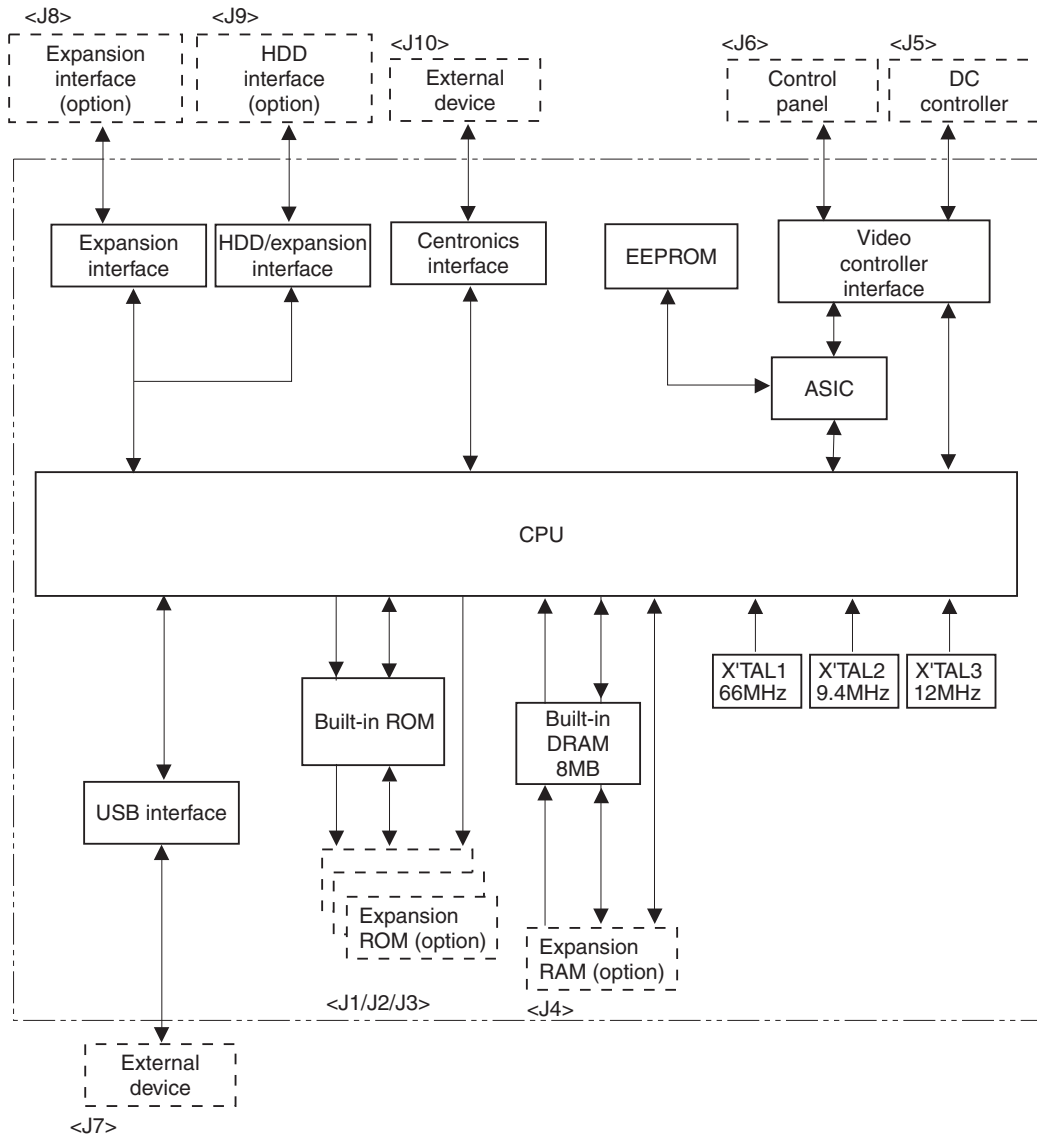 <J8>
Expansion
interface
(option)
<J9>
HDD
interface
(option)
<J10>
External
device
<J6>
Control
panel
<J5>
DC
controller
Expansion
interface
HDD/expansion
interface
Centronics
interface
EEPROM
Video
controller
interface
ASIC
CPU
X'TAL1
66MHz
X'TAL2
9.4MHz
X'TAL3
12MHz
Built-in ROM
Built-in
DRAM
8MB
USB interface
Expansion
ROM (option)
Expansion
RAM (option)
<J1/J2/J3>
<J4>
External
device
<J7>